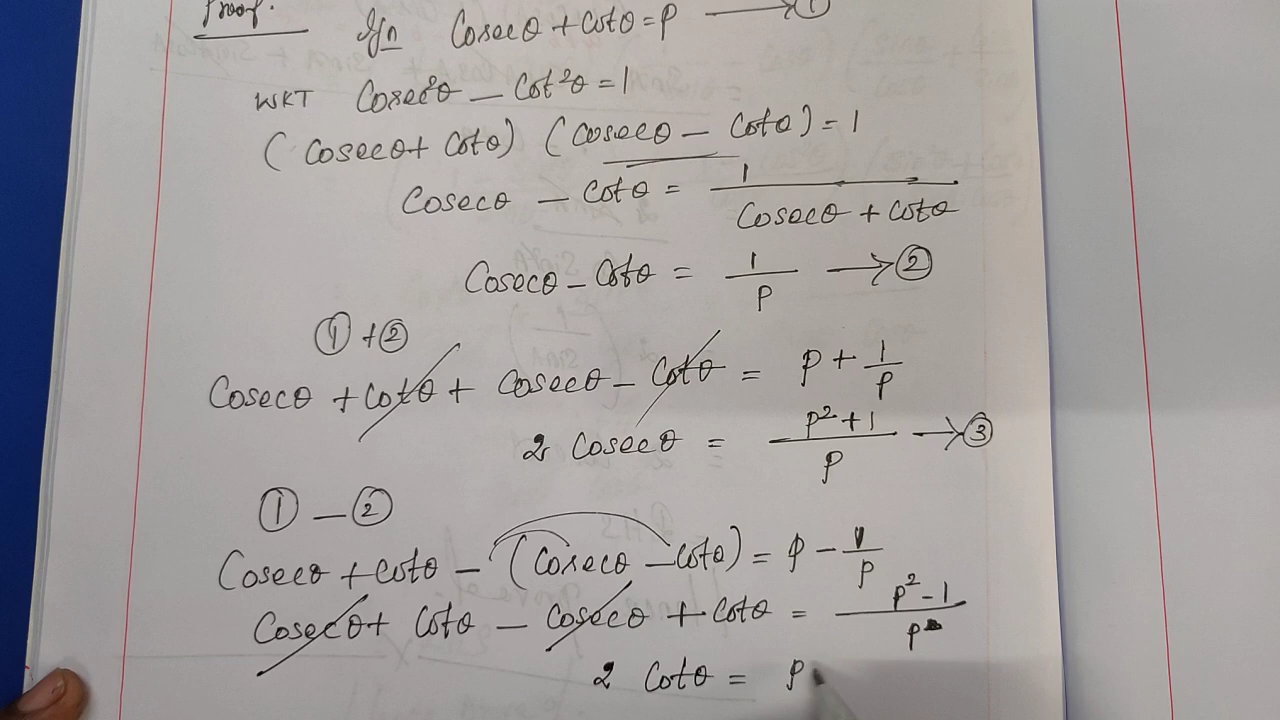 Proof. Gn Cosecθ + Cotθ = P → ①
WKT Cosec²θ – Cot²θ = 1
(Cosecθ + Cotθ) (Cosecθ – Cotθ) = 1
Cosecθ – Cotθ = 1 / Cosecθ + Cotθ
Cosecθ – Cotθ = 1/P → ②
① + ②
Cosecθ + Cotθ + Cosecθ – Cotθ = P + 1/P
2 Cosecθ = P² + 1 / P → ③
① – ②
Cosecθ + Cotθ – (Cosecθ – Cotθ) = P – 1/P
Cosecθ + Cotθ – Cosecθ + Cotθ = P² – 1 / P
2 Cotθ = P